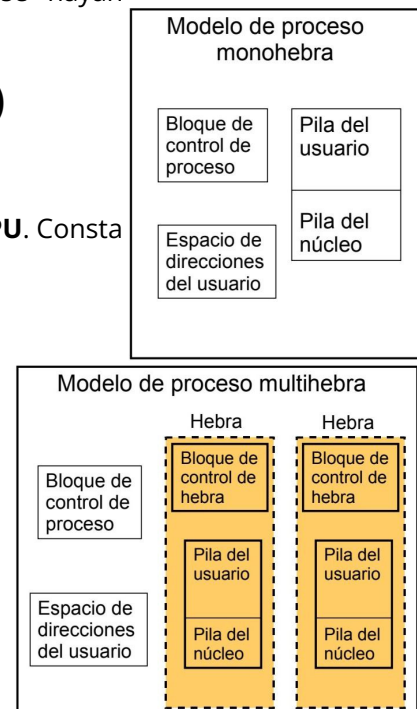 hayan
Modelo de proceso
monohebra
)
Bloque de
control de
proceso
Pila del
usuario
PU. Consta
Espacio de
direcciones
del usuario
Pila del
núcleo
Modelo de proceso multihebra
Hebra
Hebra
Bloque de
control de
proceso
Espacio de
direcciones
del usuario
Bloque de
control de
hebra
Pila del
usuario
Pila del
núcleo
Bloque de
control de
hebra
Pila del
usuario
Pila del
núcleo